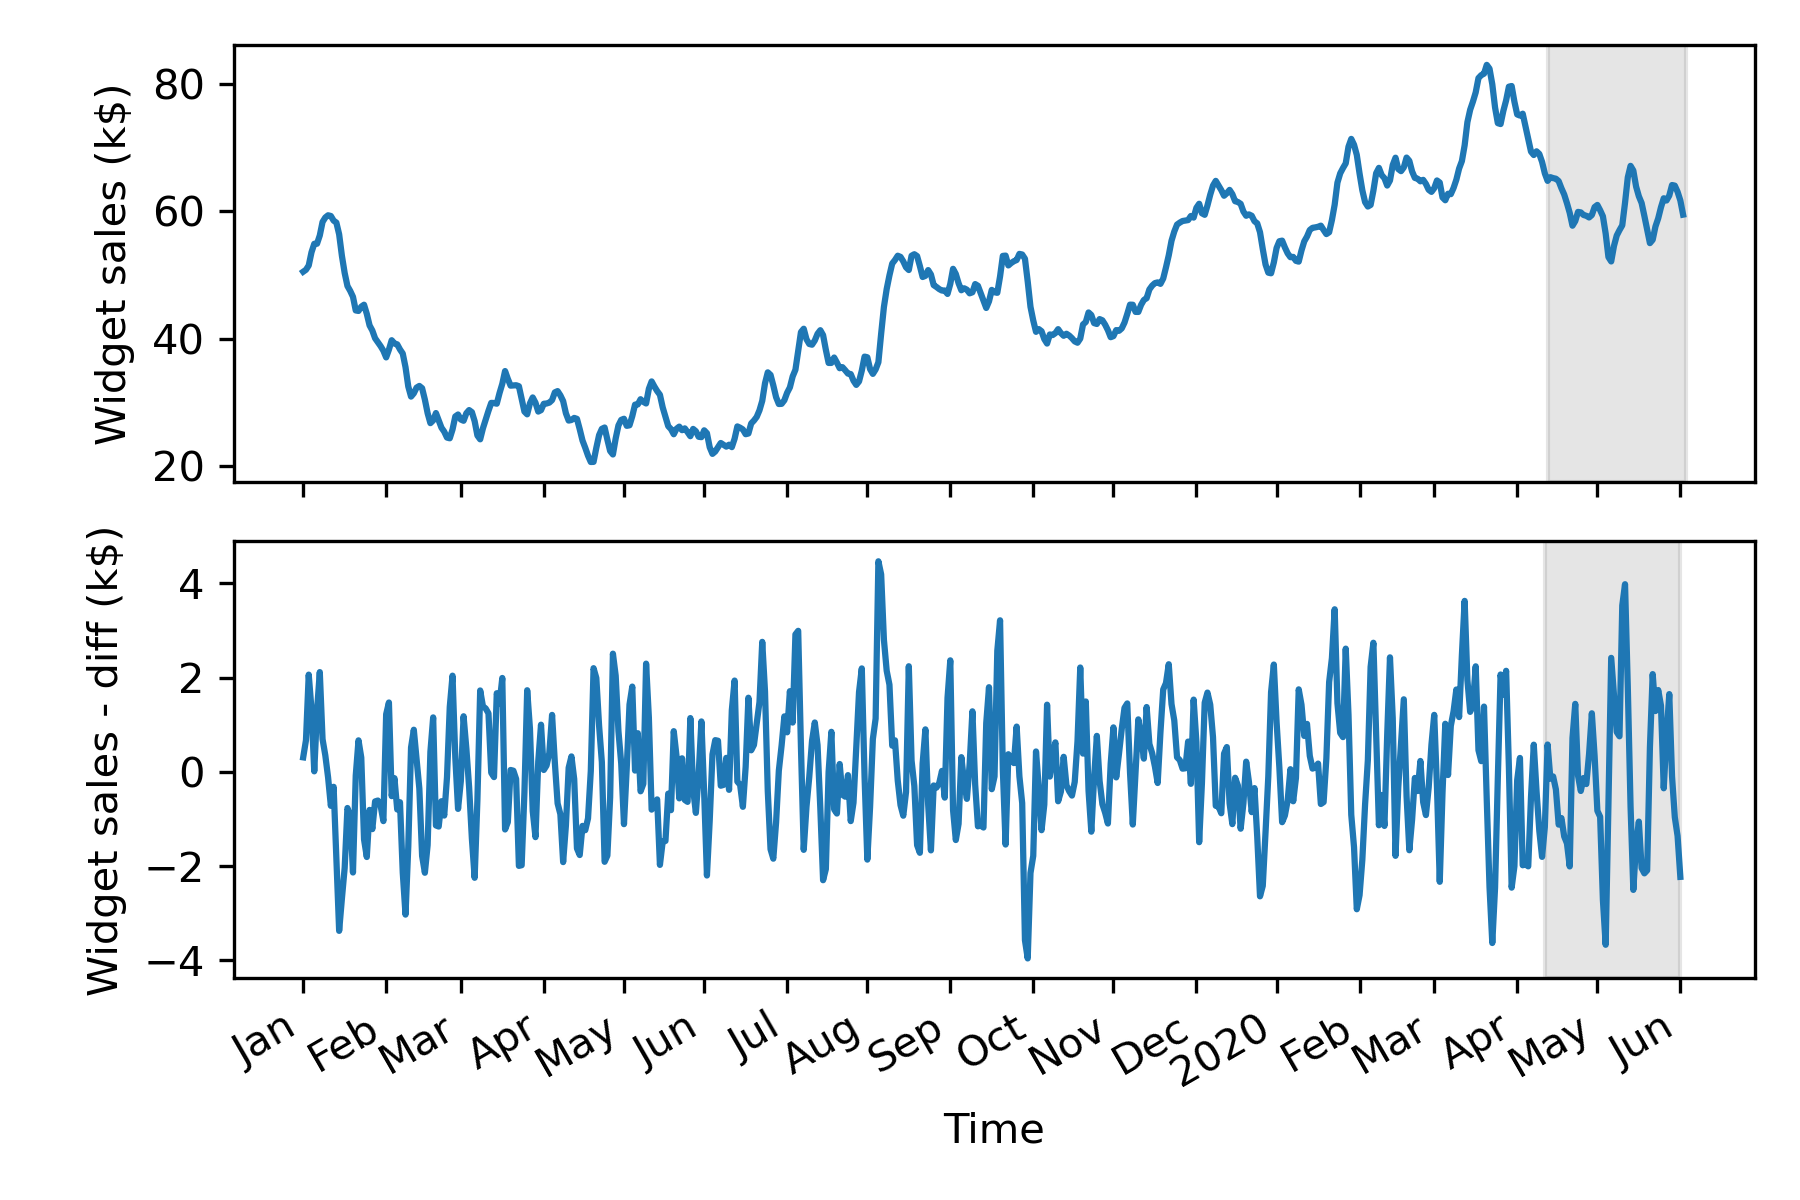 Widget sales (k$)
80
60
40
20
Widget sales - diff (k$)
4
2
0
−2
−4
Jan Feb Mar Apr May Jun Jul Aug Sep Oct Nov Dec 2020 Feb Mar Apr May Jun
Time